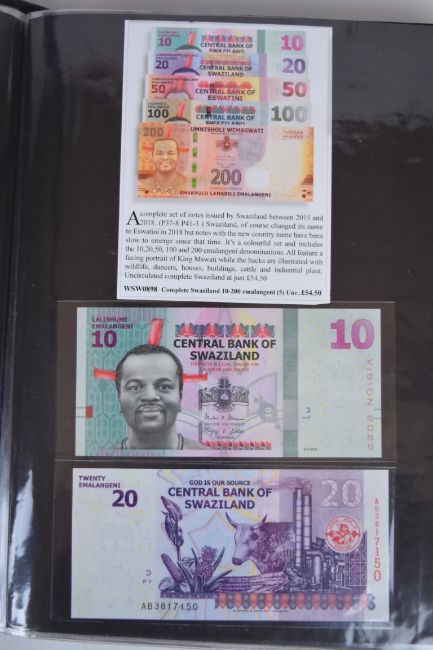 10
CENTRAL BANK OF
SWAZILAND
10
20
CENTRAL BANK OF
SWAZILAND
20
50
CENTRAL BANK OF
ESWATINI
50
100
CENTRAL BANK OF
100
200
UMNTSHOLI WEMASWATI
200
EMAKHULU LAMABILI EMALANGENI
A complete set of notes issued by Swaziland between 2015 and
2018. (P37-8 P41-3 ) Swaziland, of course changed its name
to Eswatini in 2018 but notes with the new country name have been
slow to emerge since that time. It's a colourful set and includes
the 10,20,50, 100 and 200 emalangeni denominations. All feature a
facing portrait of King Mswati while the backs are illustrated with
wildlife, dancers, houses, buildings, cattle and industrial plant.
Uncirculated complete Swaziland at just £54,50
WSW0898 Complete Swaziland 10-200 emalangeni (5) Unc. £54.50
LALISHUMI
EMALANGENI
10
CENTRAL BANK OF
SWAZILAND
10
VISION 2022
10
TWENTY
EMALANGENI
20
GOD IS OUR SOURCE
CENTRAL BANK OF
SWAZILAND
20
AB3817150
AB3817150